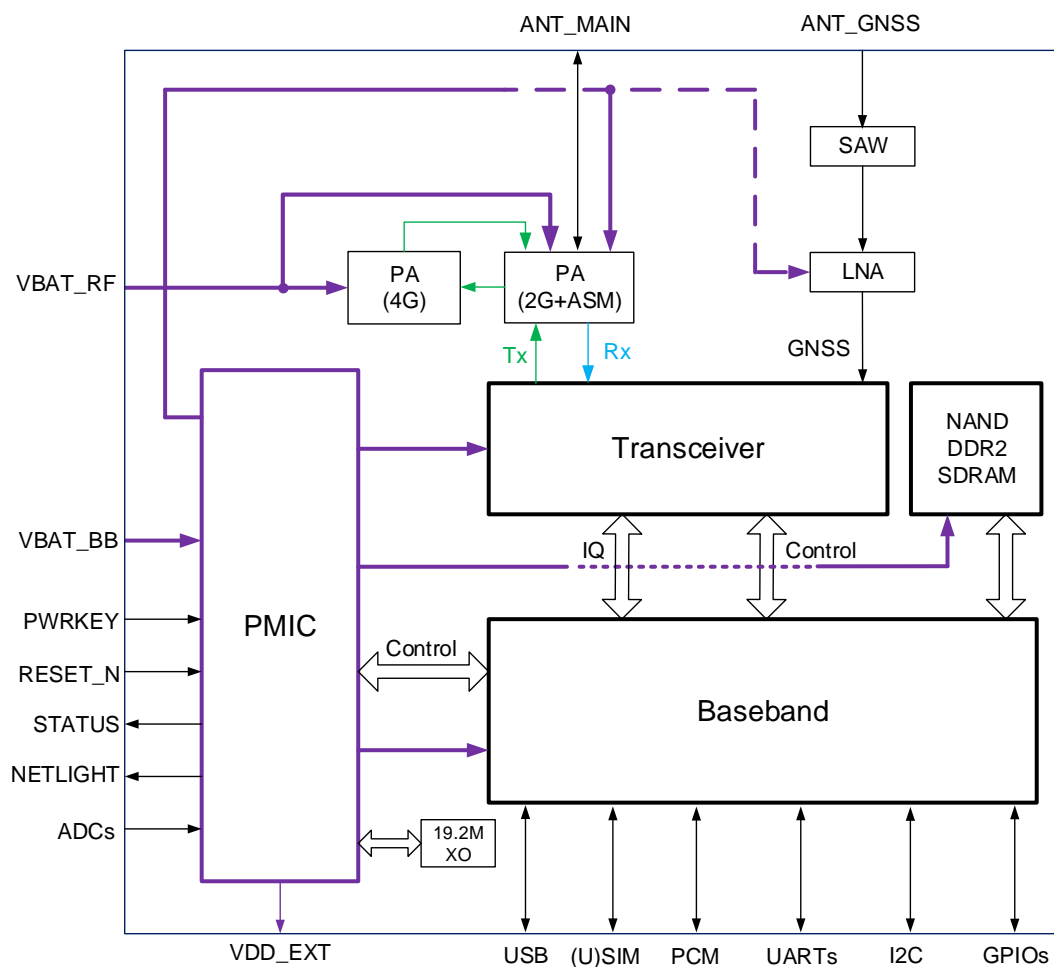 ANT_MAIN
ANT_GNSS
SAW
VBAT_RF
PA
(4G)
PA
(2G+ASM)
LNA
Tx
Rx
GNSS
Transceiver
NAND
DDR2
SDRAM
VBAT_BB
IQ
Control
PWRKEY
PMIC
RESET_N
Control
STATUS
Baseband
NETLIGHT
ADCs
19.2M
XO
VDD_EXT
USB
(U)SIM
PCM
UARTs
I2C
GPIOs